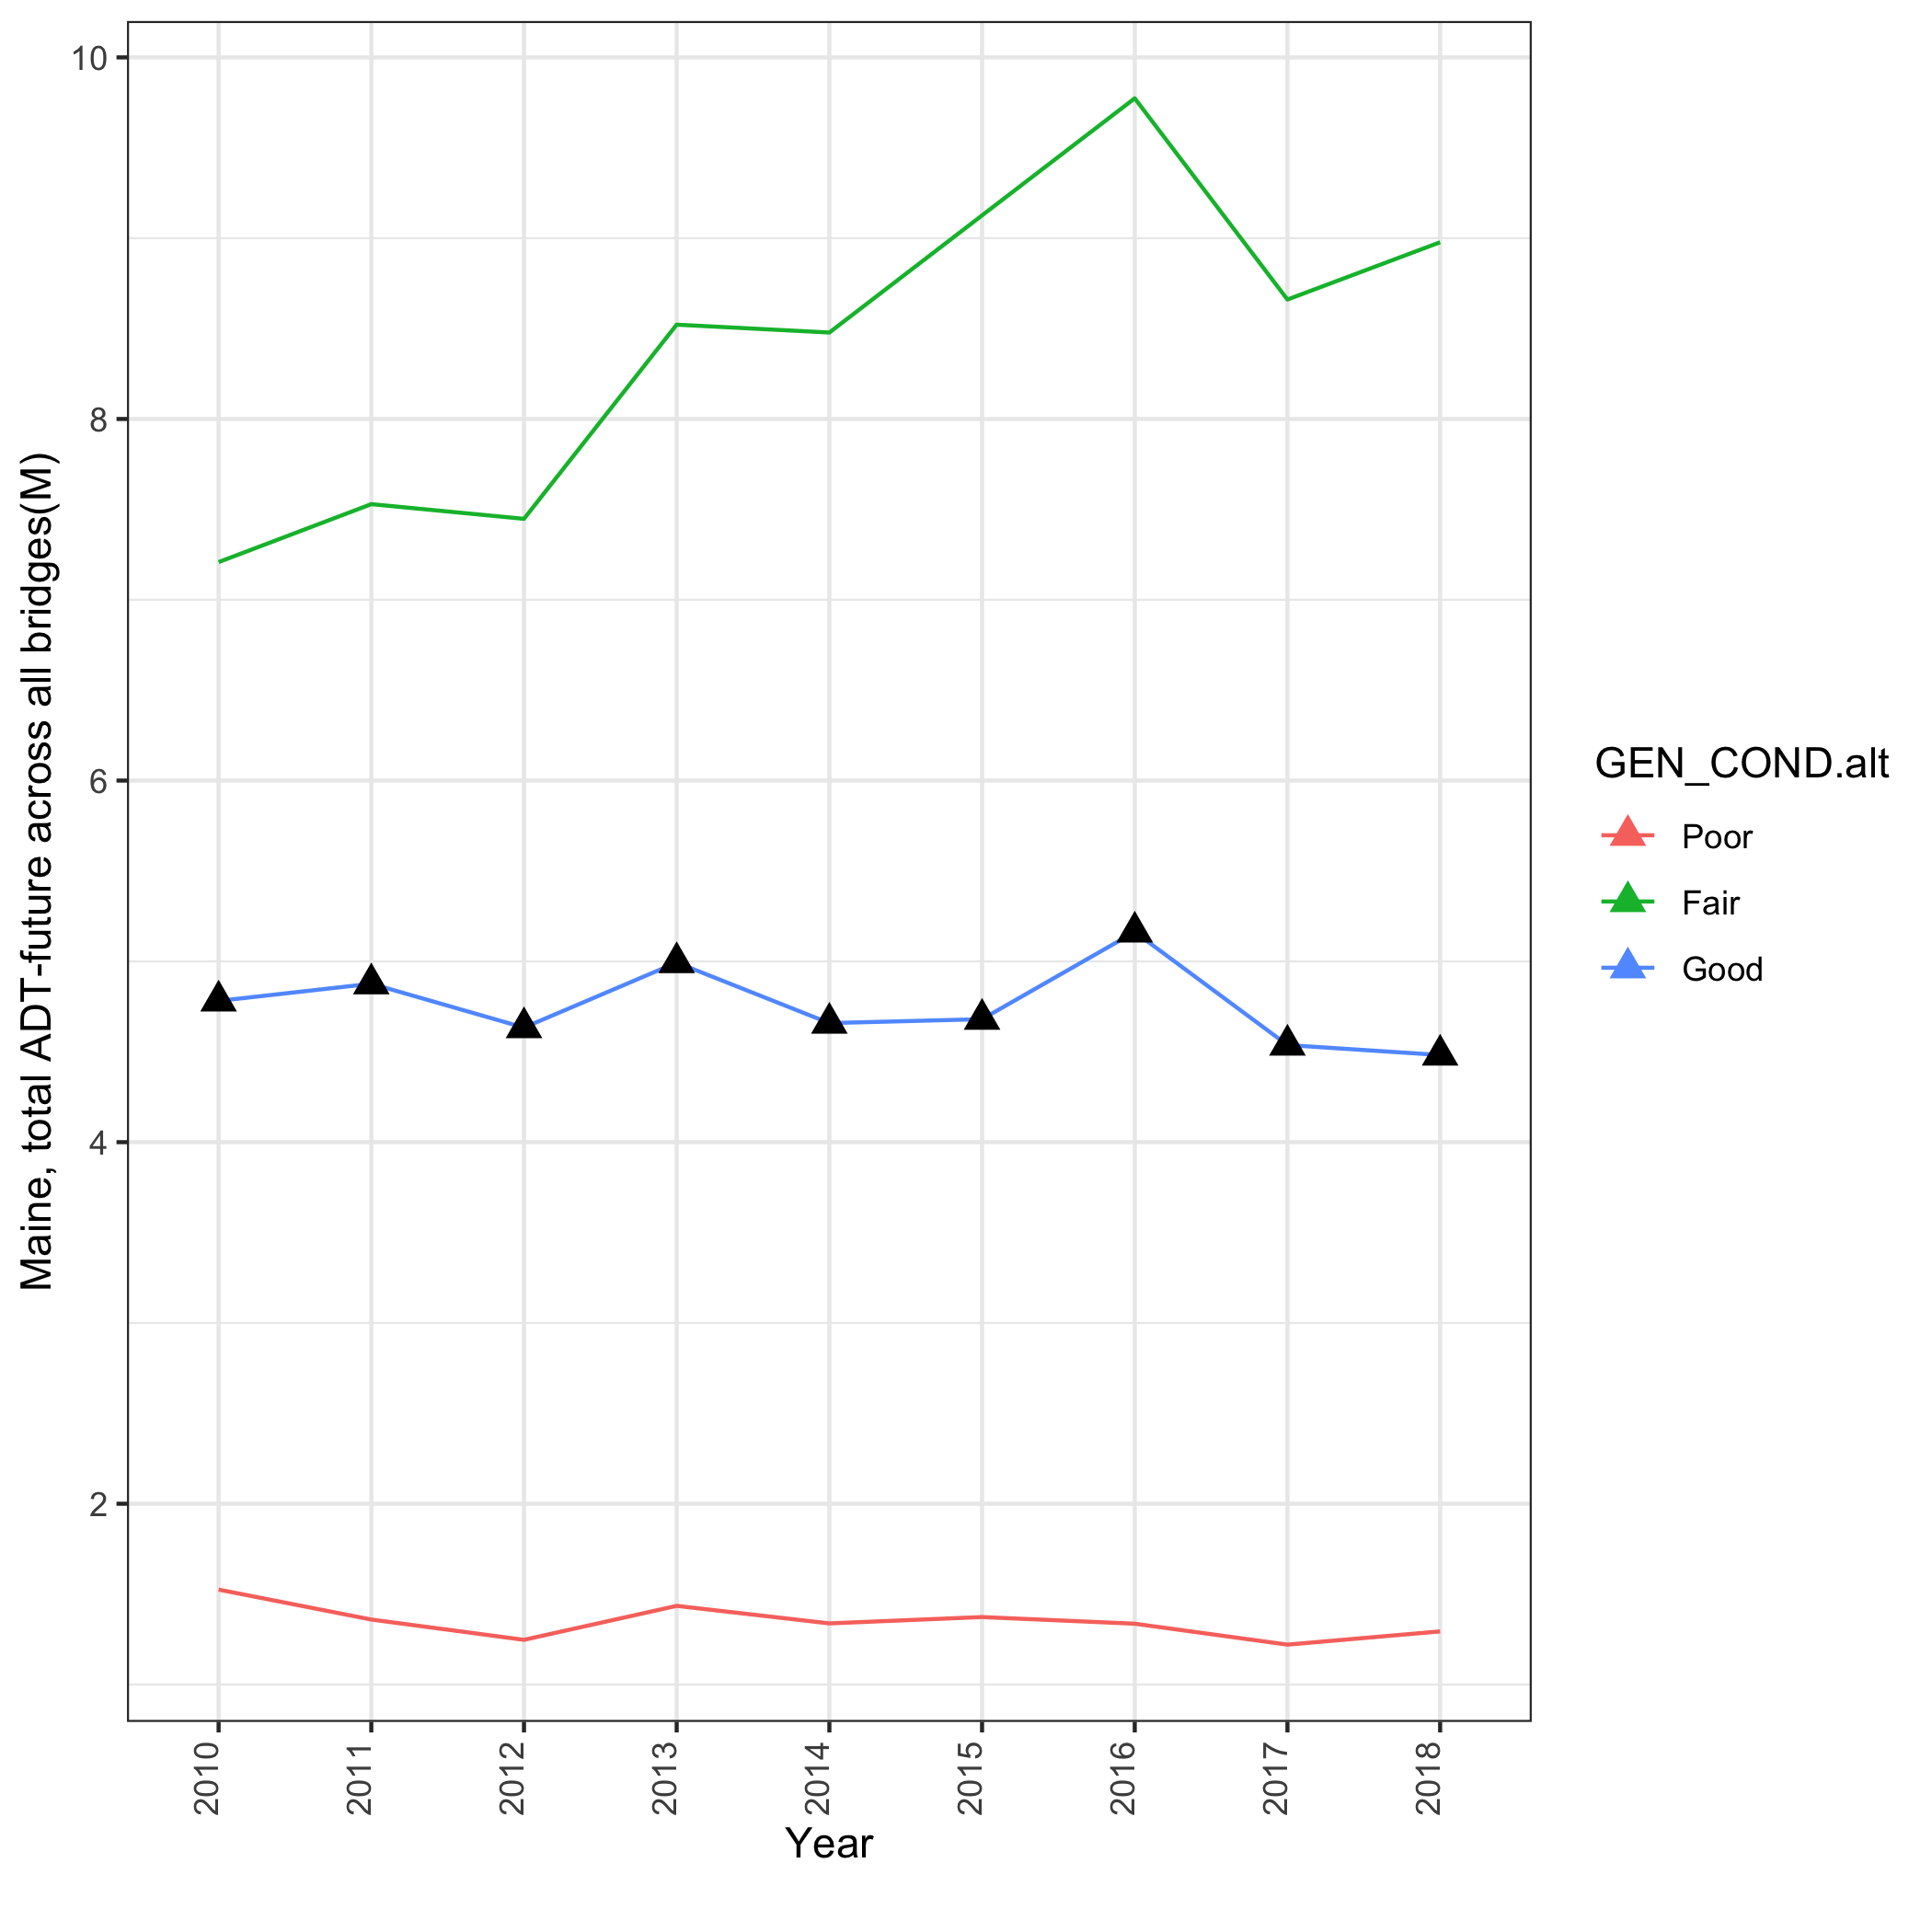 Maine, total ADT-future across all bridges(M)
10
8
6
4
2
2010
2011
2012
2013
2014
2015
2016
2017
2018
Year
GEN_COND.alt
Poor
Fair
Good